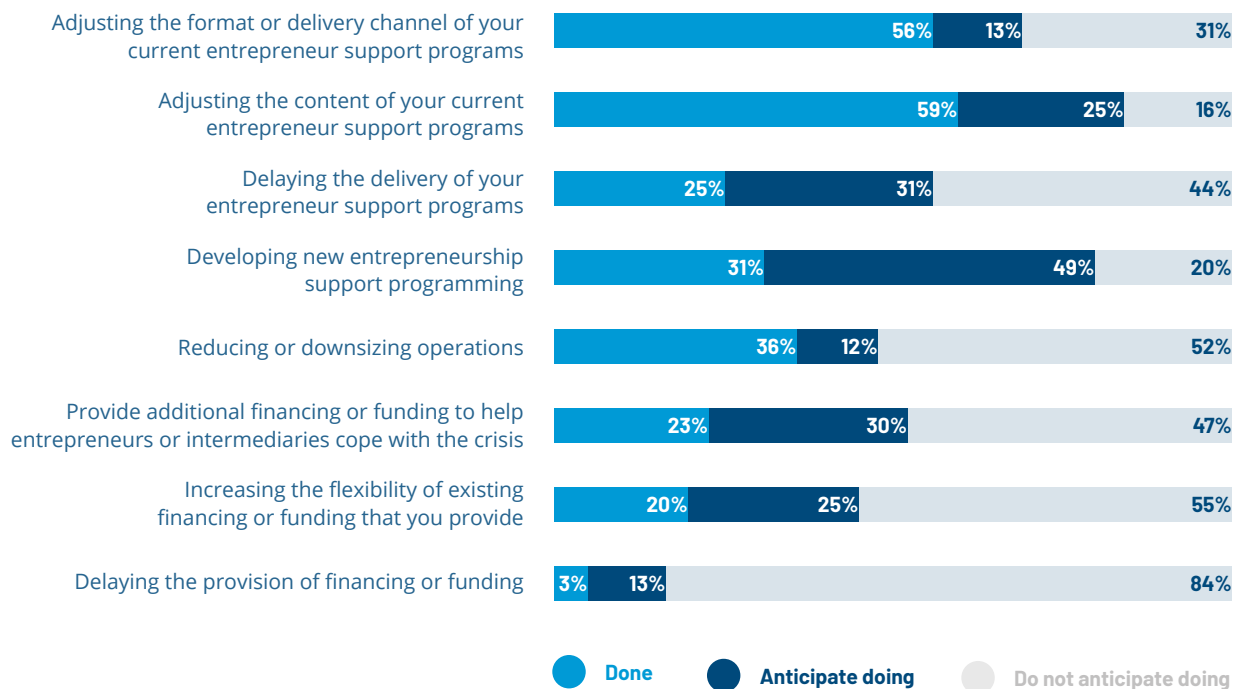 Adjusting the format or delivery channel of your
current entrepreneur support programs
56% 13% 31%
Adjusting the content of your current
entrepreneur support programs
59% 25% 16%
Delaying the delivery of your
entrepreneur support programs
25% 31% 44%
Developing new entrepreneurship
support programming
31% 49% 20%
Reducing or downsizing operations
36% 12% 52%
Provide additional financing or funding to help
entrepreneurs or intermediaries cope with the crisis
23% 30% 47%
Increasing the flexibility of existing
financing or funding that you provide
20% 25% 55%
Delaying the provision of financing or funding
3% 13% 84%
Done Anticipate doing Do not anticipate doing